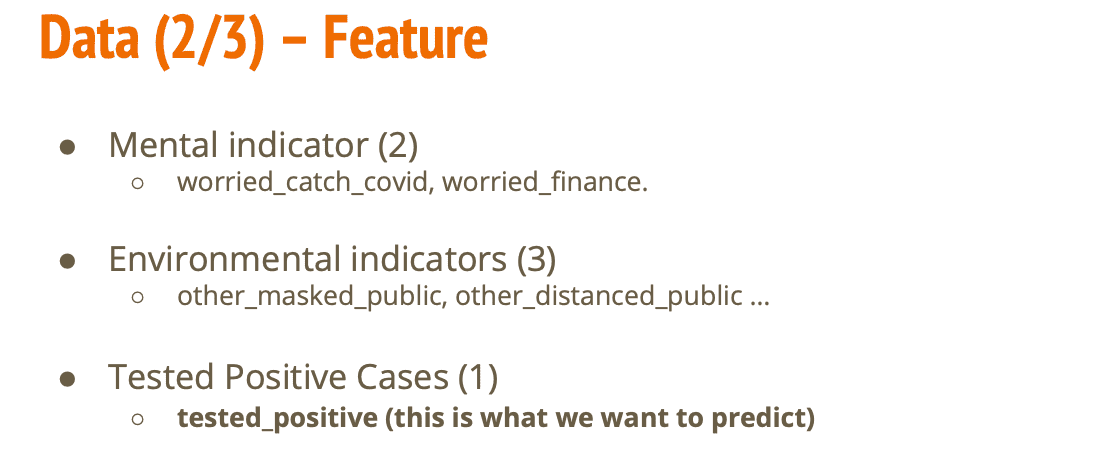 Data (2/3) – Feature
● Mental indicator (2)
○ worried_catch_covid, worried_finance.
● Environmental indicators (3)
○ other_masked_public, other_distanced_public ...
● Tested Positive Cases (1)
○ tested_positive (this is what we want to predict)